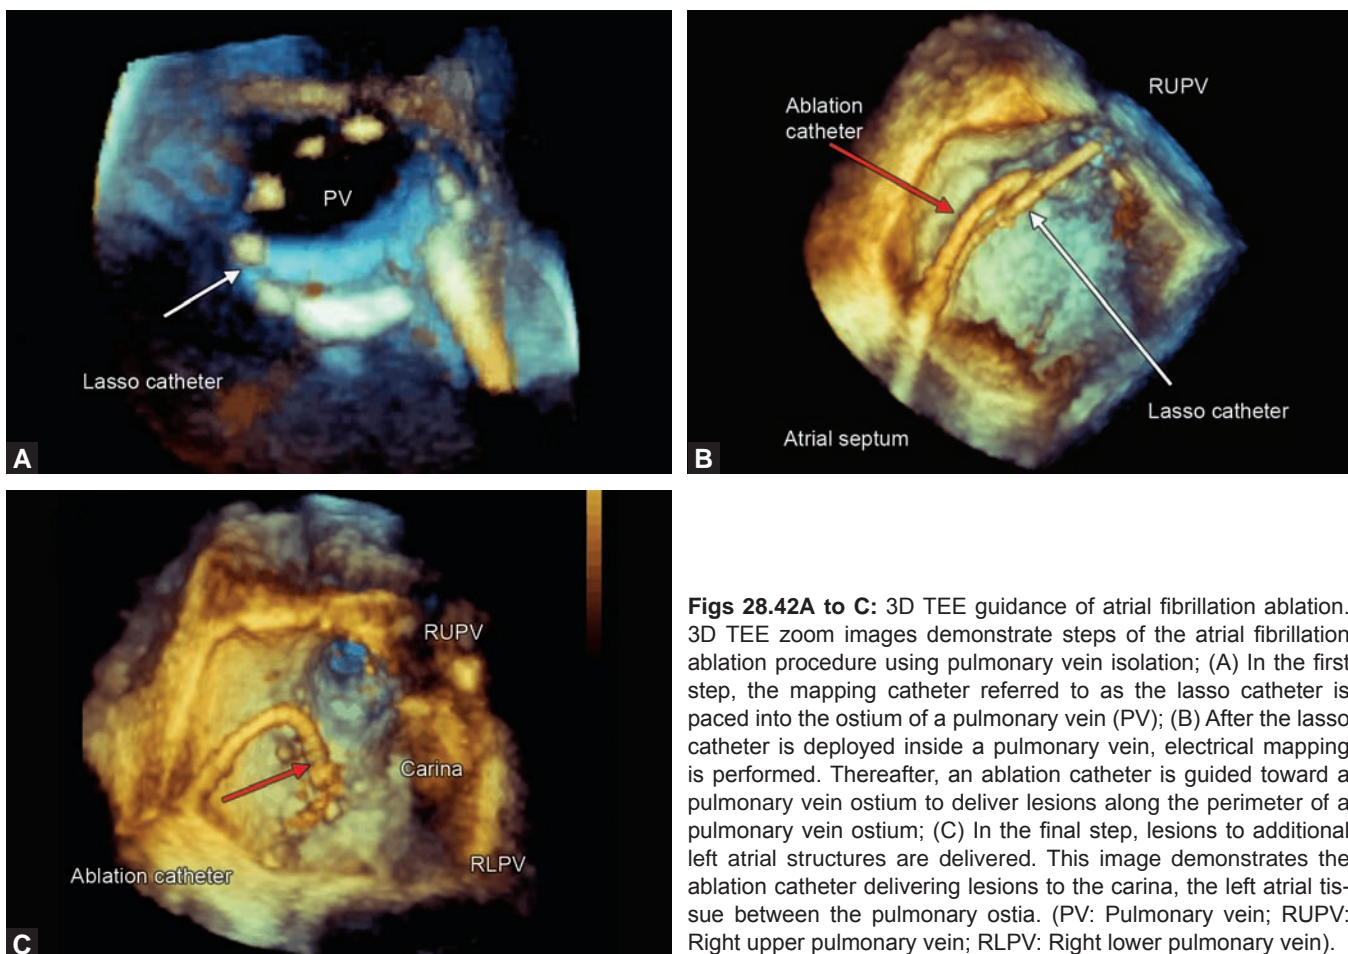 PV
Lasso catheter
A
Ablation
catheter
RUPV
Lasso catheter
Atrial septum
B
RUPV
Carina
RLPV
Ablation catheter
C
Figs 28.42A to C: 3D TEE guidance of atrial fibrillation ablation.
3D TEE zoom images demonstrate steps of the atrial fibrillation
ablation procedure using pulmonary vein isolation; (A) In the first
step, the mapping catheter referred to as the lasso catheter is
paced into the ostium of a pulmonary vein (PV); (B) After the lasso
catheter is deployed inside a pulmonary vein, electrical mapping
is performed. Thereafter, an ablation catheter is guided toward a
pulmonary vein ostium to deliver lesions along the perimeter of a
pulmonary vein ostium; (C) In the final step, lesions to additional
left atrial structures are delivered. This image demonstrates the
ablation catheter delivering lesions to the carina, the left atrial tis-
sue between the pulmonary ostia. (PV: Pulmonary vein; RUPV:
Right upper pulmonary vein; RLPV: Right lower pulmonary vein).